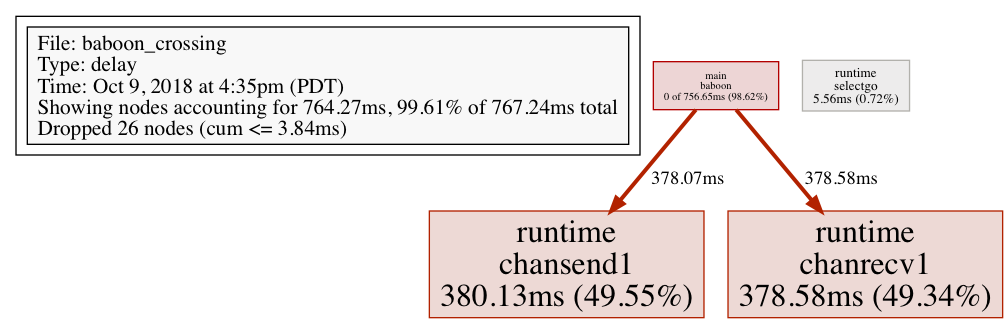 File: baboon_crossing
Type: delay
Time: Oct 9, 2018 at 4:35pm (PDT)
Showing nodes accounting for 764.27ms, 99.61% of 767.24ms total
Dropped 26 nodes (cum <= 3.84ms)
main
baboon
0 of 756.65ms (98.62%)
runtime
selectgo
5.56ms (0.72%)
378.07ms
378.58ms
runtime
chansend1
380.13ms (49.55%)
runtime
chanrecv1
378.58ms (49.34%)